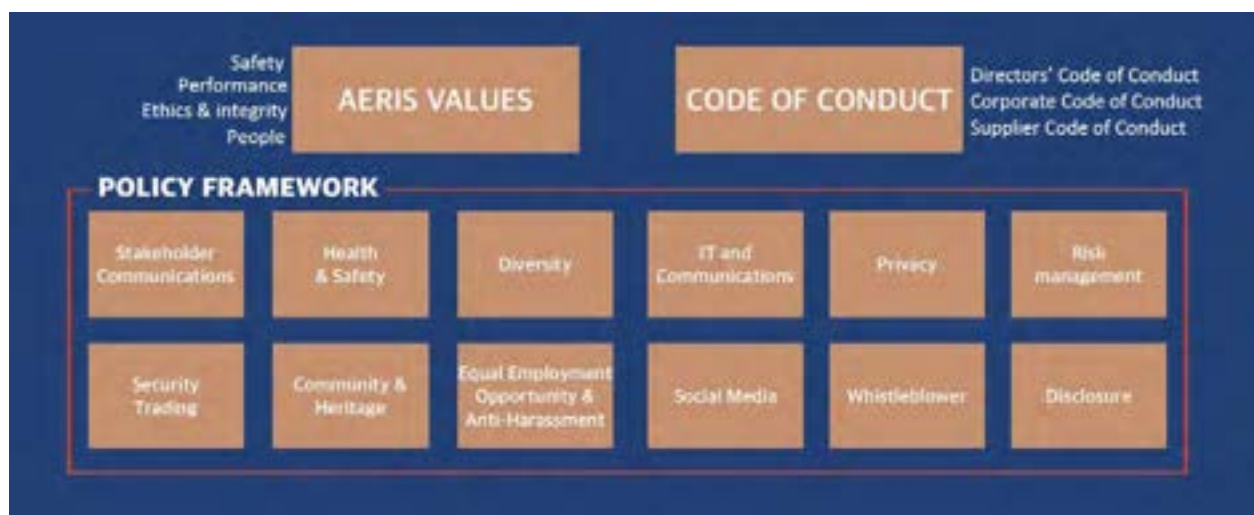 Safety
Performance
Ethics & integrity
People
AERIS VALUES
CODE OF CONDUCT
Directors' Code of Conduct
Corporate Code of Conduct
Supplier Code of Conduct
POLICY FRAMEWORK
Stakeholder
Communications
Health
& Safety
Diversity
IT and
Communications
Privacy
Risk
management
Security
Trading
Community &
Heritage
Equal Employment
Opportunity &
Anti-Harassment
Social Media
Whistleblower
Disclosure